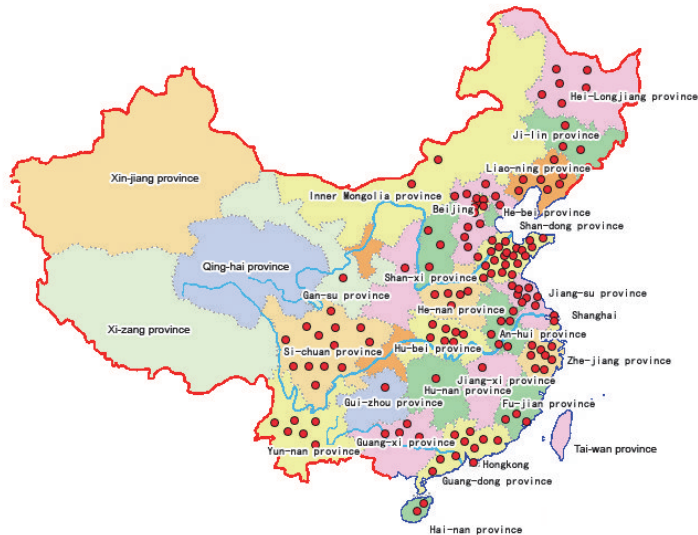 Hei-Longjiang province
Ji-lin province
Liao-ning province
Xin-jiang province
Inner Mongolia province
Beijing
He-bei province
Shan-dong province
Qing-hai province
Shan-xi province
Gan-su province
Jiang-su province
He-nan province
Xi-zang province
Shanghai
An-hui province
Si-chuan province
Hu-bei province
Zhe-jiang province
Jiang-xi province
Hu-nan province
Gui-zhou province
Fu-jian province
Guang-xi province
Yun-nan province
Tai-wan province
Hongkong
Guang-dong province
Hai-nan province